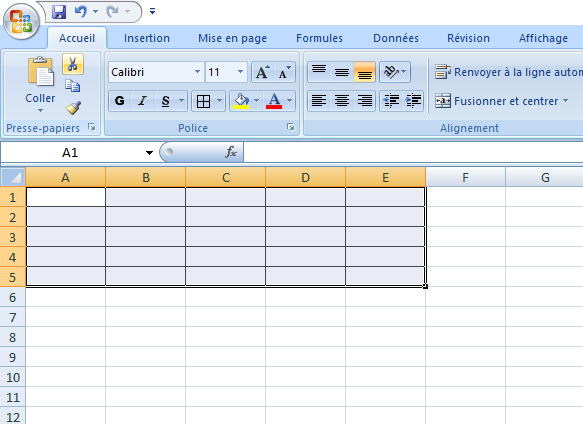 Accueil Insertion Mise en page Formules Données Révision Affichage
Calibri 11 A A Renvoyer à la ligne autom
Coller G I S A a Fusionner et centrer
Presse-papiers Police Alignement
A1 fx
A B C D E F G
1
2
3
4
5
6
7
8
9
10
11
12